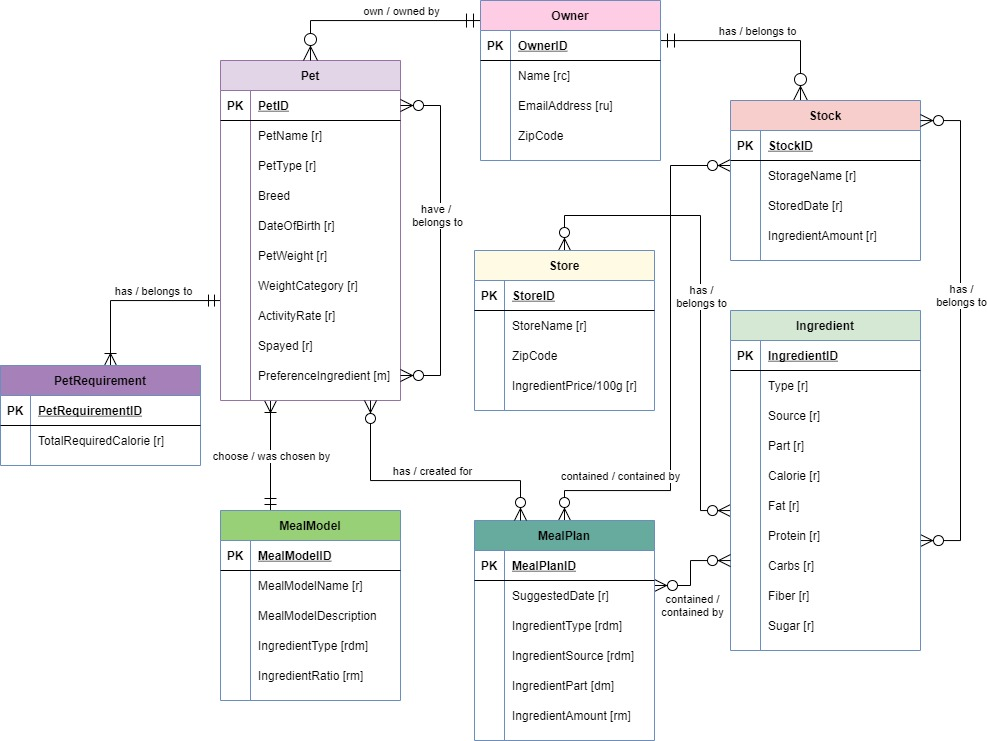 own / owned by
Owner
PK OwnerID
Name [rc]
EmailAddress [ru]
ZipCode
has / belongs to
Pet
PK PetID
PetName [r]
PetType [r]
Breed
DateOfBirth [r]
PetWeight [r]
WeightCategory [r]
ActivityRate [r]
Spayed [r]
PreferenceIngredient [m]
have /
belongs to
Stock
PK StockID
StorageName [r]
StoredDate [r]
IngredientAmount [r]
Store
PK StoreID
StoreName [r]
ZipCode
IngredientPrice/100g [r]
has /
belongs to
has /
belongs to
Ingredient
PK IngredientID
Type [r]
Source [r]
Part [r]
Calorie [r]
Fat [r]
Protein [r]
Carbs [r]
Fiber [r]
Sugar [r]
has / belongs to
PetRequirement
PK PetRequirementID
TotalRequiredCalorie [r]
choose / was chosen by
has / created for
contained / contained by
MealModel
PK MealModelID
MealModelName [r]
MealModelDescription
IngredientType [rdm]
IngredientRatio [rm]
MealPlan
PK MealPlanID
SuggestedDate [r]
IngredientType [rdm]
IngredientSource [rdm]
IngredientPart [dm]
IngredientAmount [rm]
contained /
contained by